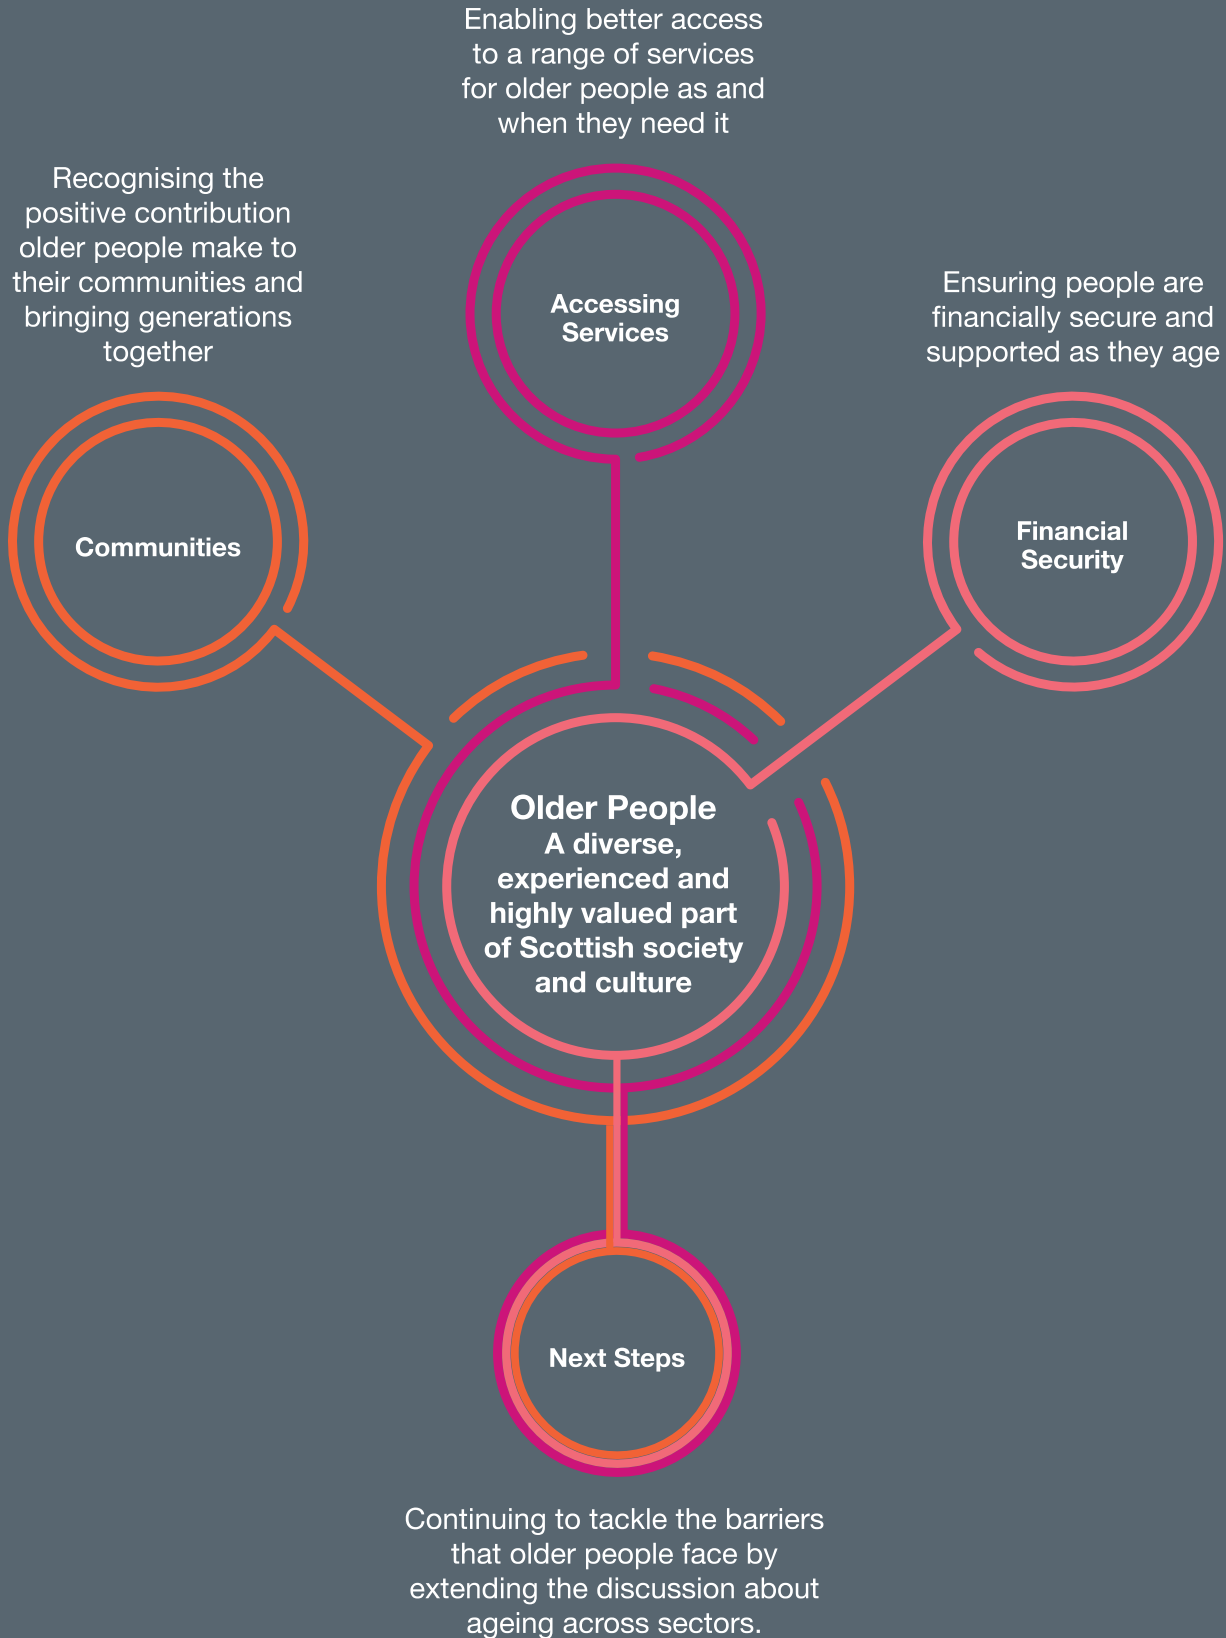 Enabling better access
to a range of services
for older people as and
when they need it
Accessing
Services
Recognising the
positive contribution
older people make to
their communities and
bringing generations
together
Communities
Ensuring people are
financially secure and
supported as they age
Financial
Security
Older People
A diverse,
experienced and
highly valued part
of Scottish society
and culture
Next Steps
Continuing to tackle the barriers
that older people face by
extending the discussion about
ageing across sectors.